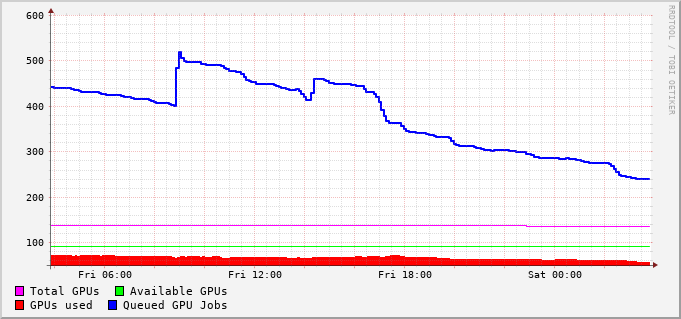 600
500
400
300
200
100
Fri 06:00 Fri 12:00 Fri 18:00 Sat 00:00
Total GPUs Available GPUs
GPUs used Queued GPU Jobs
RRDTOOL / TOBI OETIKER